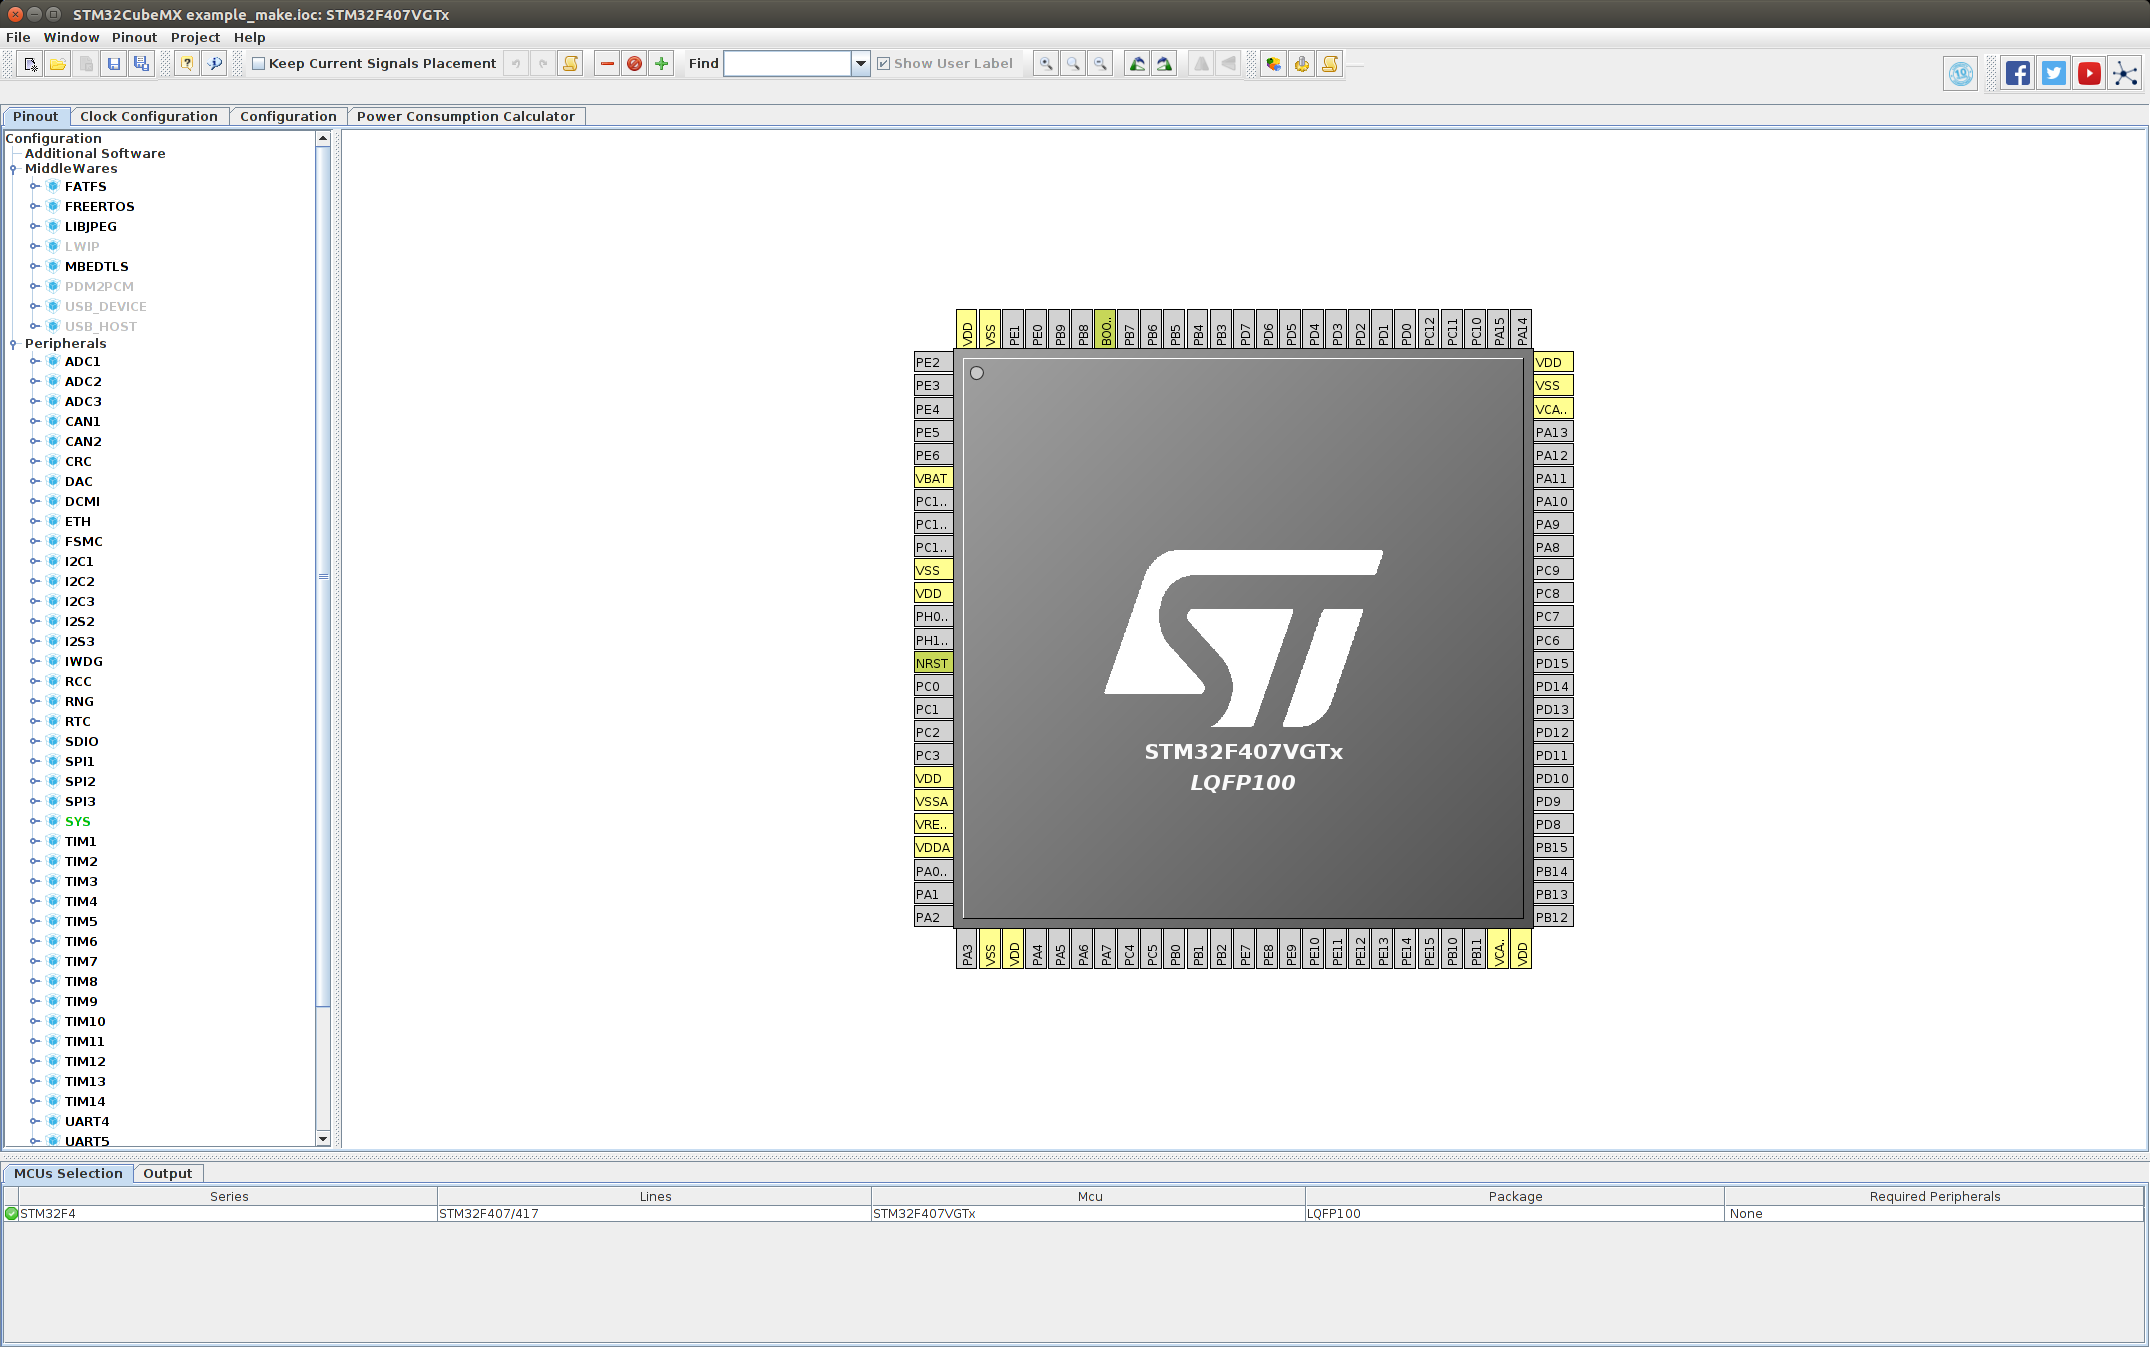 STM32CubeMX example_make.ioc: STM32F407VGTx
File Window Pinout Project Help
Keep Current Signals Placement Find Show User Label
Pinout Clock Configuration Configuration Power Consumption Calculator
Configuration
Additional Software
MiddleWares
FATFS
FREERTOS
LIBJPEG
LWIP
MBEDTLS
PDM2PCM
USB_DEVICE
USB_HOST
Peripherals
ADC1
ADC2
ADC3
CAN1
CAN2
CRC
DAC
DCMI
ETH
FSMC
I2C1
I2C2
I2C3
I2S2
I2S3
IWDG
RCC
RNG
RTC
SDIO
SPI1
SPI2
SPI3
SYS
TIM1
TIM2
TIM3
TIM4
TIM5
TIM6
TIM7
TIM8
TIM9
TIM10
TIM11
TIM12
TIM13
TIM14
UART4
UART5
VDD VSS PE1 PE0 PB9 PB8 BOO.. PB7 PB6 PB5 PB4 PB3 PD7 PD6 PD5 PD4 PD3 PD2 PD1 PD0 PC12 PC11 PC10 PA15 PA14
PE2
PE3
PE4
PE5
PE6
VBAT
PC1..
PC1..
PC1..
VSS
VDD
PH0..
PH1..
NRST
PC0
PC1
PC2
PC3
VDD
VSSA
VRE..
VDDA
PA0..
PA1
PA2
ST
STM32F407VGTx
LQFP100
VDD
VSS
VCA..
PA13
PA12
PA11
PA10
PA9
PA8
PC9
PC8
PC7
PC6
PD15
PD14
PD13
PD12
PD11
PD10
PD9
PD8
PB15
PB14
PB13
PB12
PA3 VSS VDD PA4 PA5 PA6 PA7 PC4 PC5 PB0 PB1 PB2 PE7 PE8 PE9 PE10 PE11 PE12 PE13 PE14 PE15 PB10 PB11 VCA.. VDD
MCUs Selection Output
Series Lines Mcu Package Required Peripherals
STM32F4 STM32F407/417 STM32F407VGTx LQFP100 None